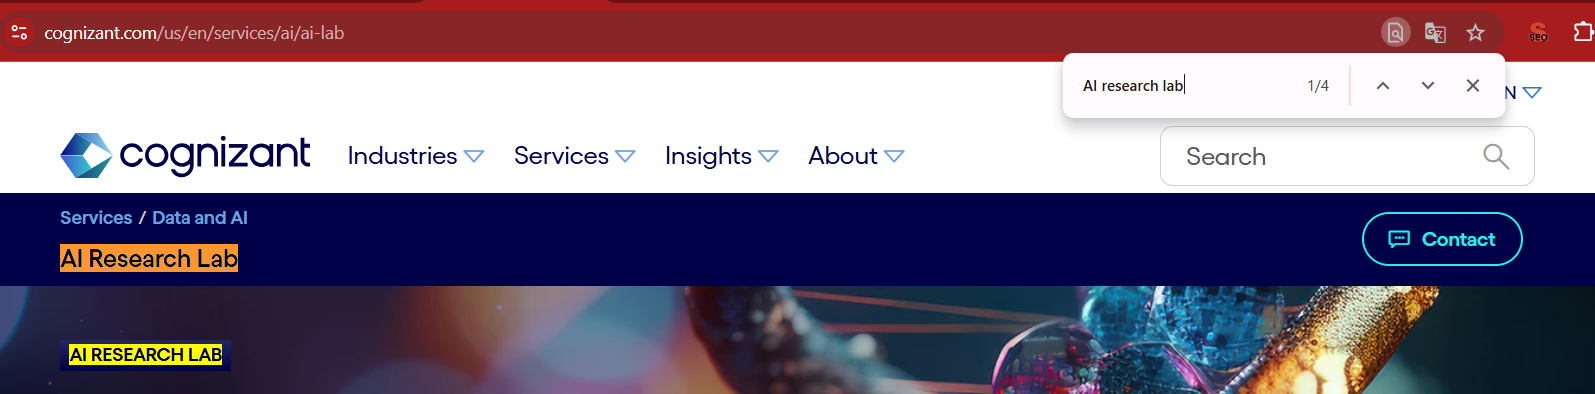 cognizant.com/us/en/services/ai/ai-lab
SEO
AI research lab 1/4
N
cognizant Industries Services Insights About Search
Services / Data and AI
AI Research Lab
Contact
AI RESEARCH LAB